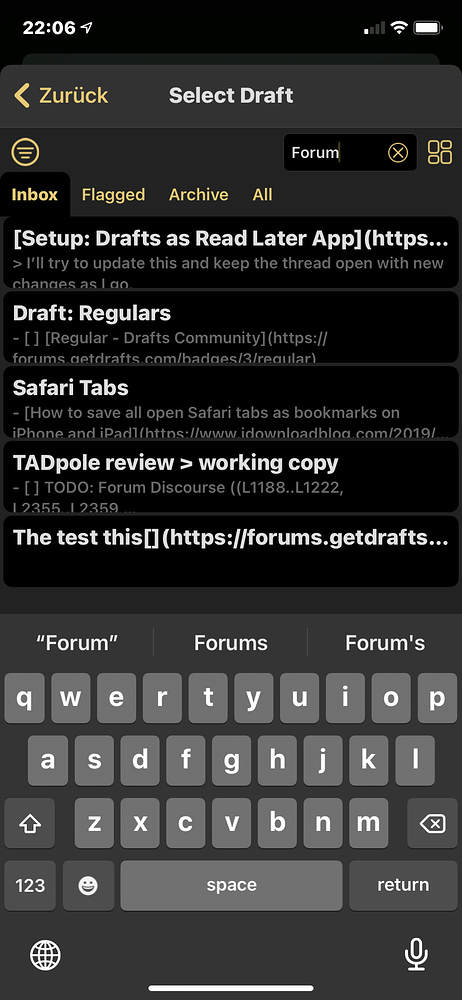 22:06
Zurück Select Draft
Forum
Inbox Flagged Archive All
[Setup: Drafts as Read Later App](https...
> I’ll try to update this and keep the thread open with new
changes as I go.
Draft: Regulars
- [ ] [Regular - Drafts Community](https://
forums.getdrafts.com/badges/3/regular)
Safari Tabs
- [How to save all open Safari tabs as bookmarks on
iPhone and iPad](https://www.idownloadblog.com/2019/...
TADpole review > working copy
- [ ] TODO: Forum Discourse ((L1188..L1222,
L2355..L2359,...
The test this[](https://forums.getdrafts...
“Forum” Forums Forum's
q w e r t y u i o p
a s d f g h j k l
z x c v b n m
123 space return